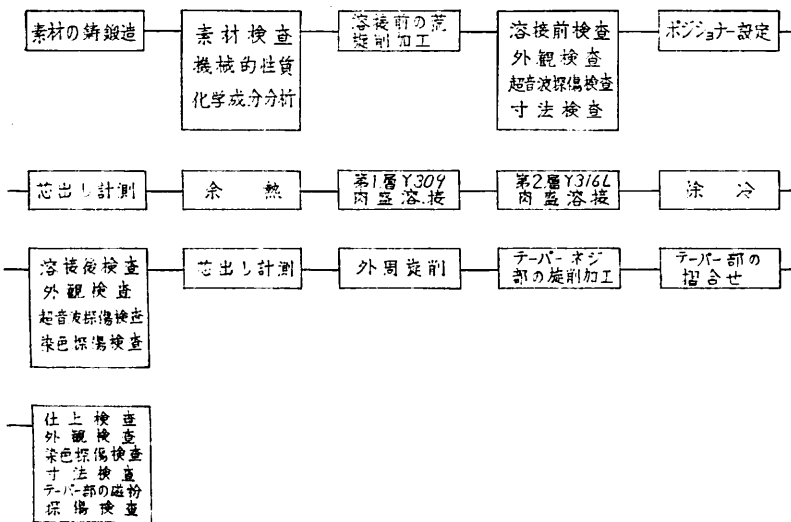 素材の鋳鍛造
素材検査
機械的性質
化学成分分析
溶接前の荒
旋削加工
溶接前検査
外観検査
超音波探傷検査
寸法検査
ポジショナー設定
芯出し計測
余熱
第1層Y309
肉盛溶接
第2層Y316L
肉盛溶接
徐冷
溶接後検査
外観検査
超音波探傷検査
染色探傷検査
芯出し計測
外周旋削
テーパーネジ
部の旋削加工
テーパー部の
摺合せ
仕上検査
外観検査
染色探傷検査
寸法検査
テーパー部の磁粉
探傷検査